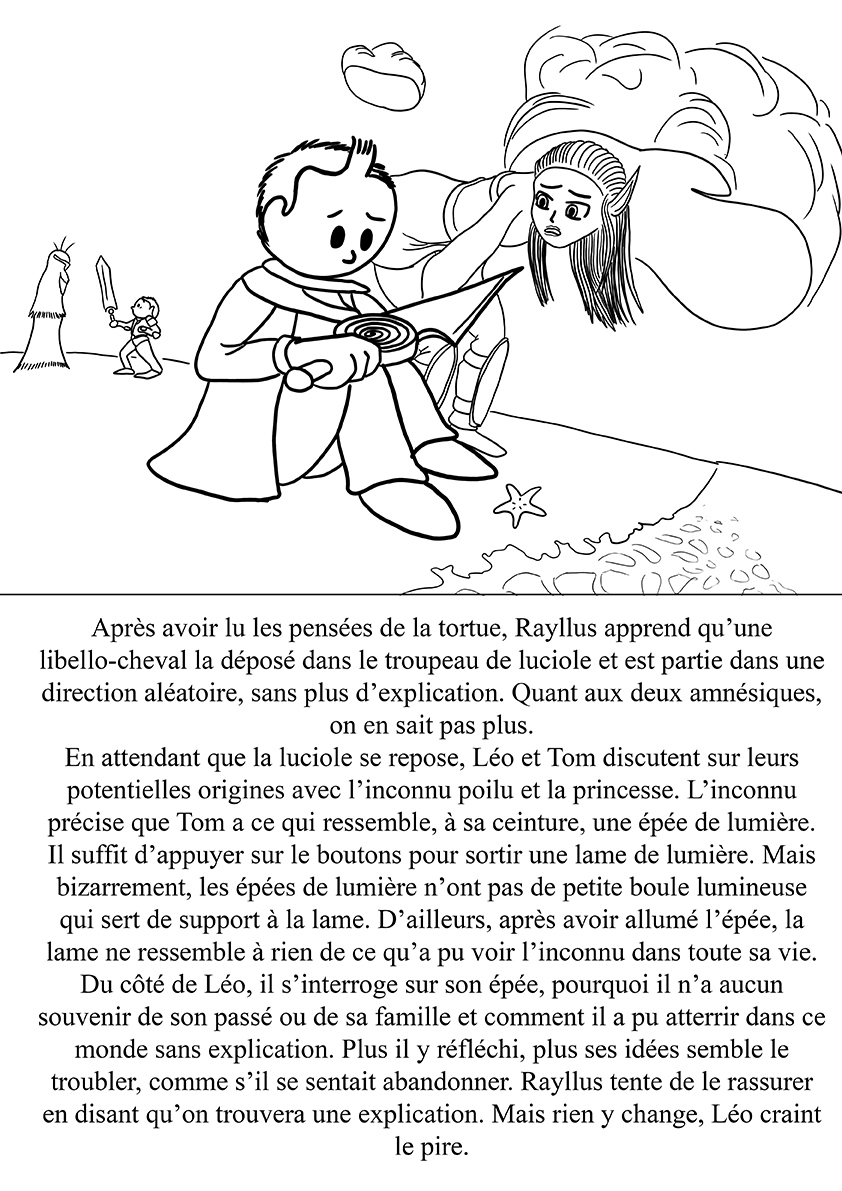 Après avoir lu les pensées de la tortue, Rayllus apprend qu’une
libello-cheval la déposé dans le troupeau de luciole et est partie dans une
direction aléatoire, sans plus d’explication. Quant aux deux amnésiques,
on en sait pas plus.
En attendant que la luciole se repose, Léo et Tom discutent sur leurs
potentielles origines avec l’inconnu poilu et la princesse. L’inconnu
précise que Tom a ce qui ressemble, à sa ceinture, une épée de lumière.
Il suffit d’appuyer sur le boutons pour sortir une lame de lumière. Mais
bizarrement, les épées de lumière n’ont pas de petite boule lumineuse
qui sert de support à la lame. D’ailleurs, après avoir allumé l’épée, la
lame ne ressemble à rien de ce qu’a pu voir l’inconnu dans toute sa vie.
Du côté de Léo, il s’interroge sur son épée, pourquoi il n’a aucun
souvenir de son passé ou de sa famille et comment il a pu atterrir dans ce
monde sans explication. Plus il y réfléchi, plus ses idées semble le
troubler, comme s’il se sentait abandonner. Rayllus tente de le rassurer
en disant qu’on trouvera une explication. Mais rien y change, Léo craint
le pire.